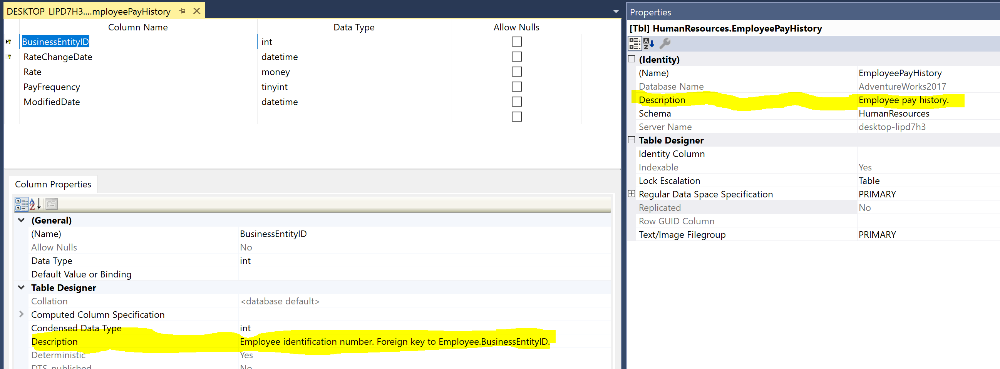 DESKTOP-LIPD7H3....mployeePayHistory
Column Name Data Type Allow Nulls
BusinessEntityID int
RateChangeDate datetime
Rate money
PayFrequency tinyint
ModifiedDate datetime
Column Properties
(General)
(Name) BusinessEntityID
Allow Nulls No
Data Type int
Default Value or Binding
Table Designer
Collation <database default>
Computed Column Specification
Condensed Data Type int
Description Employee identification number. Foreign key to Employee.BusinessEntityID.
Deterministic Yes
DTS-published No
Properties
[Tbl] HumanResources.EmployeePayHistory
(Identity)
(Name) EmployeePayHistory
Database Name AdventureWorks2017
Description Employee pay history.
Schema HumanResources
Server Name desktop-lipd7h3
Table Designer
Identity Column
Indexable Yes
Lock Escalation Table
Regular Data Space Specification PRIMARY
Replicated No
Row GUID Column
Text/Image Filegroup PRIMARY